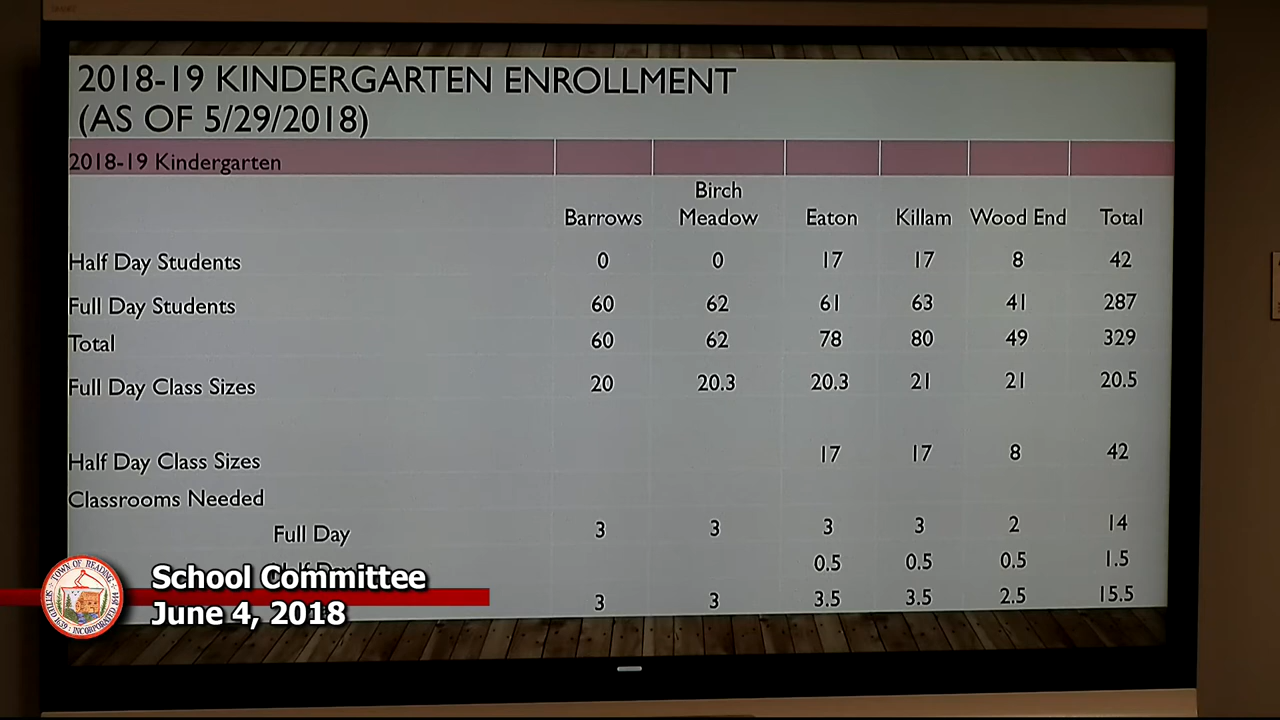 2018-19 KINDERGARTEN ENROLLMENT
(AS OF 5/29/2018)
2018-19 Kindergarten
Barrows Birch Meadow Eaton Killam Wood End Total
Half Day Students 0 0 17 17 8 42
Full Day Students 60 62 61 63 41 287
Total 60 62 78 80 49 329
Full Day Class Sizes 20 20.3 20.3 21 21 20.5
Half Day Class Sizes 17 17 8 42
Classrooms Needed
Full Day 3 3 3 3 2 14
0.5 0.5 0.5 1.5
3 3 3.5 3.5 2.5 15.5
TOWN OF READING
School Committee
June 4, 2018